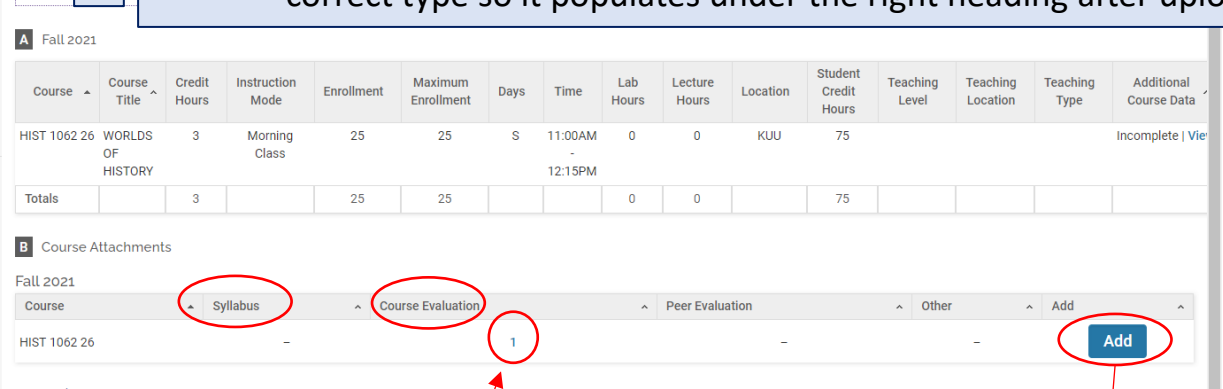 correct type so it populates under the right heading after
A Fall 2021
Course Course Title Credit Hours Instruction Mode Enrollment Maximum Enrollment Days Time Lab Hours Lecture Hours Location Student Credit Hours Teaching Level Teaching Location Teaching Type Additional Course Data
HIST 1062 26 WORLDS OF HISTORY 3 Morning Class 25 25 S 11:00AM - 12:15PM 0 0 KUU 75 Incomplete |
Totals 3 25 25 0 0 75
B Course Attachments
Fall 2021
Course Syllabus Course Evaluation Peer Evaluation Other Add
HIST 1062 26 – 1 – – Add